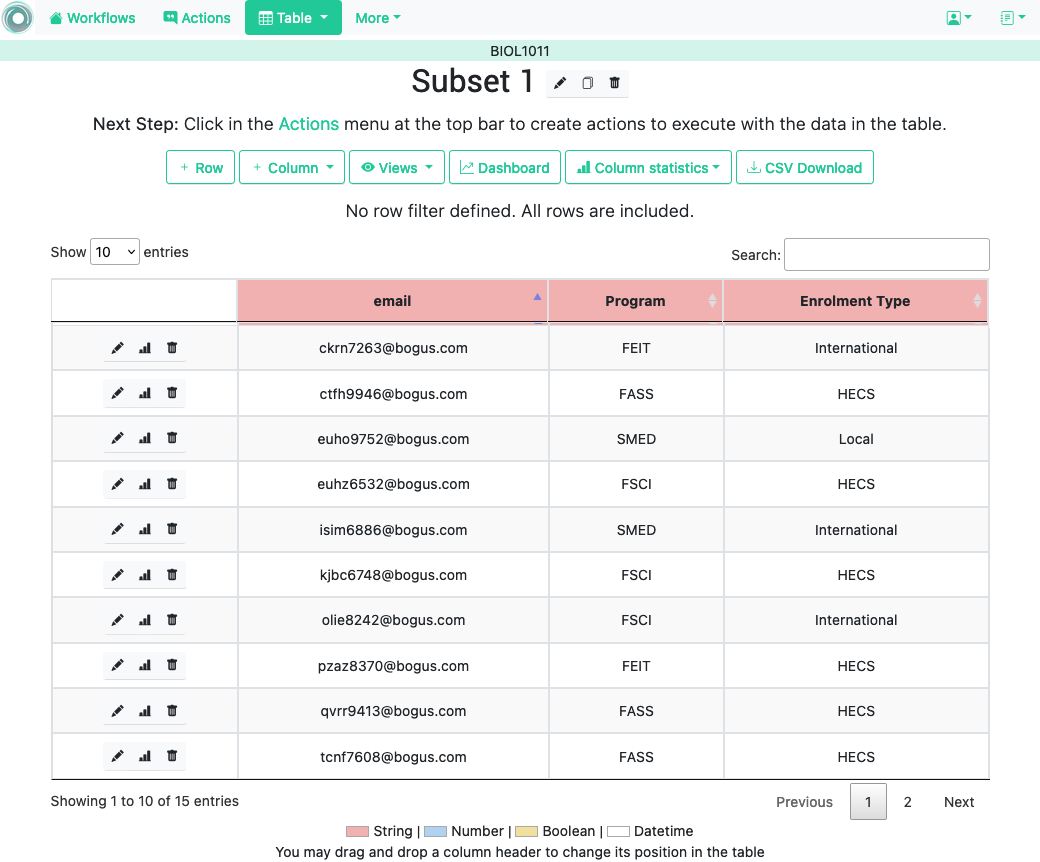 Workflows Actions Table More
BIOL1011
Subset 1
Next Step: Click in the Actions menu at the top bar to create actions to execute with the data in the table.
+ Row + Column Views Dashboard Column statistics CSV Download
No row filter defined. All rows are included.
Show 10 entries Search:
email Program Enrolment Type
ckrn7263@bogus.com FEIT International
ctfh9946@bogus.com FASS HECS
euho9752@bogus.com SMED Local
euhz6532@bogus.com FSCI HECS
isim6886@bogus.com SMED International
kjbc6748@bogus.com FSCI HECS
olie8242@bogus.com FSCI International
pzaz8370@bogus.com FEIT HECS
qvrr9413@bogus.com FASS HECS
tcnf7608@bogus.com FASS HECS
Showing 1 to 10 of 15 entries Previous 1 2 Next
String | Number | Boolean | Datetime
You may drag and drop a column header to change its position in the table